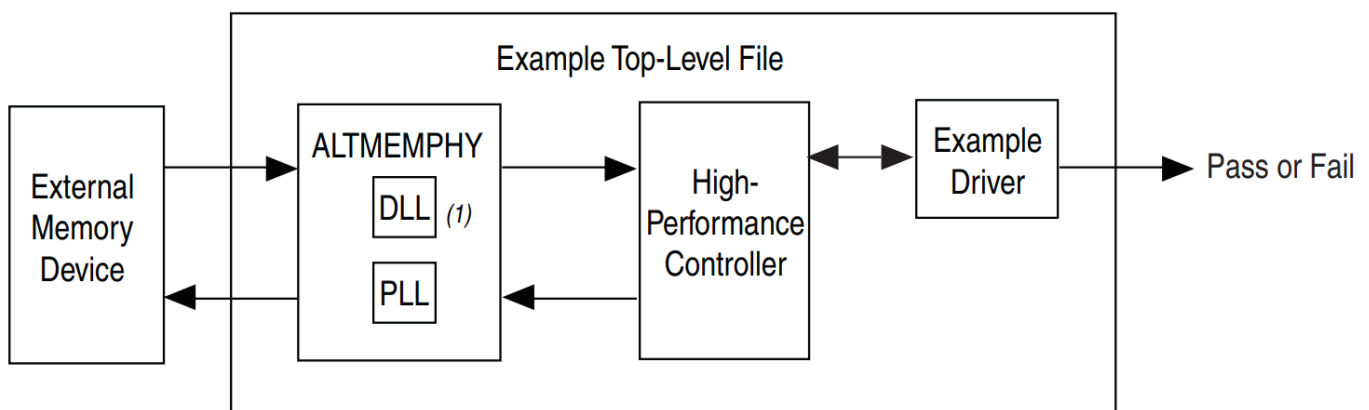 Example Top-Level File
External
Memory
Device
ALTMEMPHY
DLL (1)
PLL
High-
Performance
Controller
Example
Driver
Pass or Fail